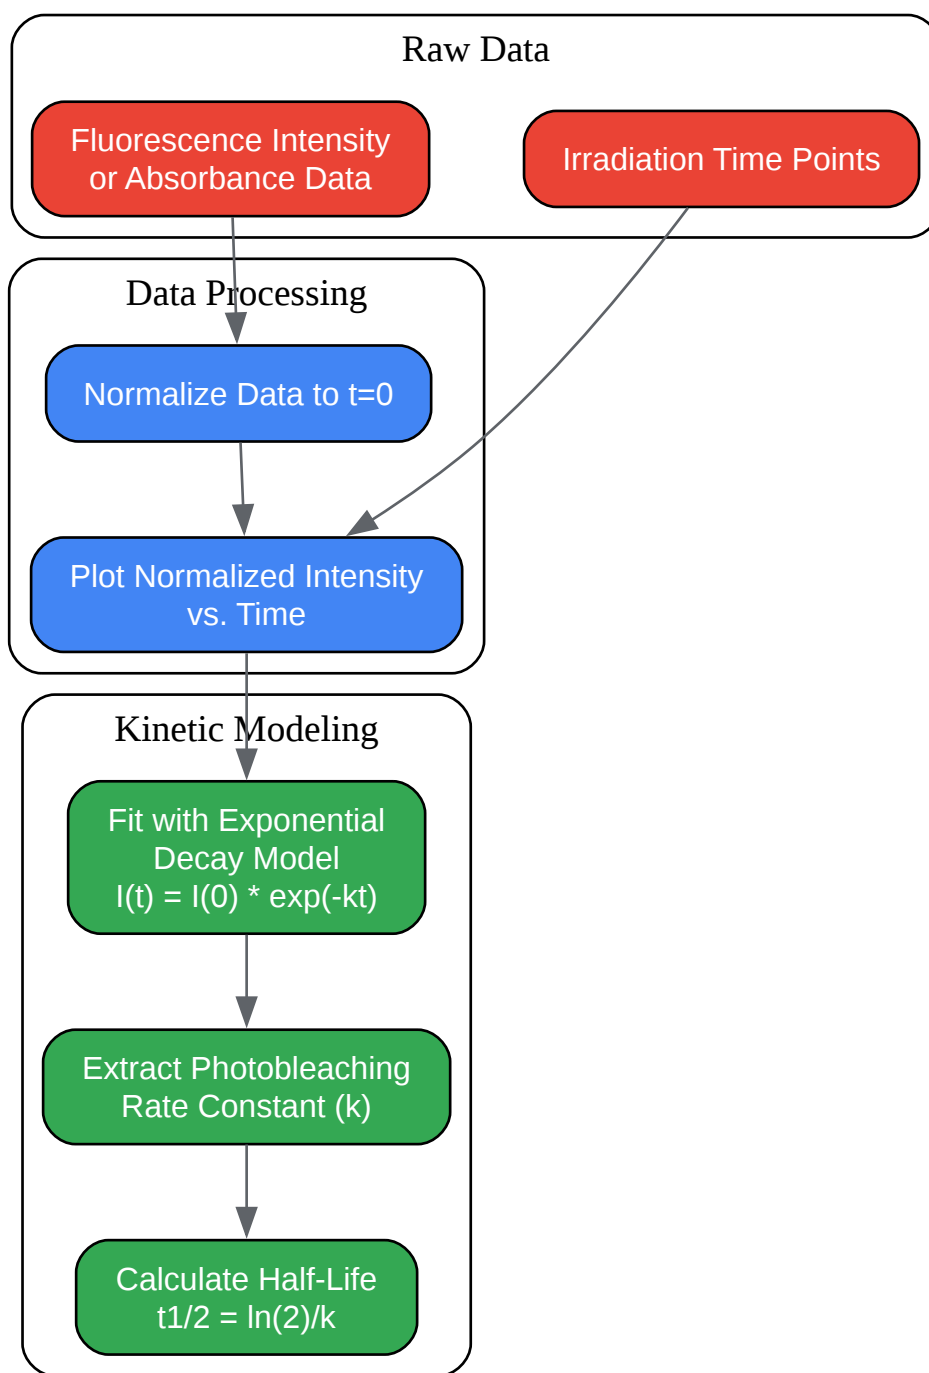 Raw Data
Fluorescence Intensity
or Absorbance Data
Irradiation Time Points
Data Processing
Normalize Data to t=0
Plot Normalized Intensity
vs. Time
Kinetic Modeling
Fit with Exponential
Decay Model
I(t) = I(0) * exp(-kt)
Extract Photobleaching
Rate Constant (k)
Calculate Half-Life
t1/2 = ln(2)/k